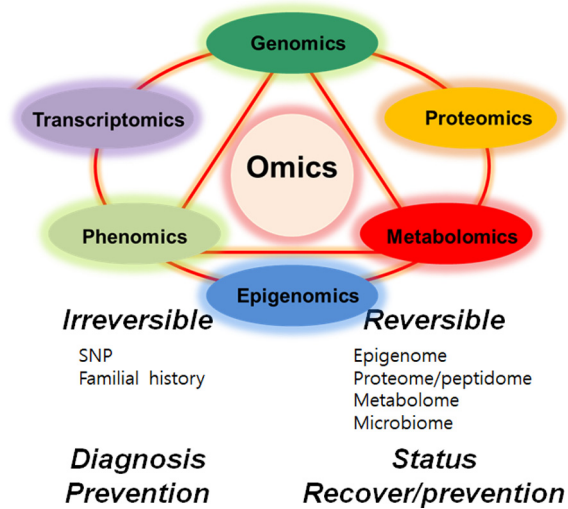 Genomics
Transcriptomics
Proteomics
Omics
Phenomics
Metabolomics
Epigenomics
Irreversible
SNP
Familial history
Reversible
Epigenome
Proteome/peptidome
Metabolome
Microbiome
Diagnosis
Prevention
Status
Recover/prevention